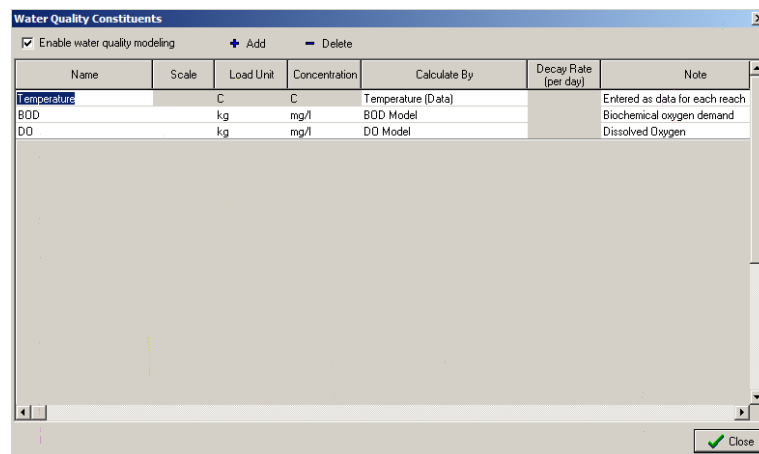 Water Quality Constituents
Enable water quality modeling + Add − Delete
Name Scale Load Unit Concentration Calculate By Decay Rate (per day) Note
Temperature C C Temperature (Data) Entered as data for each reach
BOD kg mg/l BOD Model Biochemical oxygen demand
DO kg mg/l DO Model Dissolved Oxygen
Close